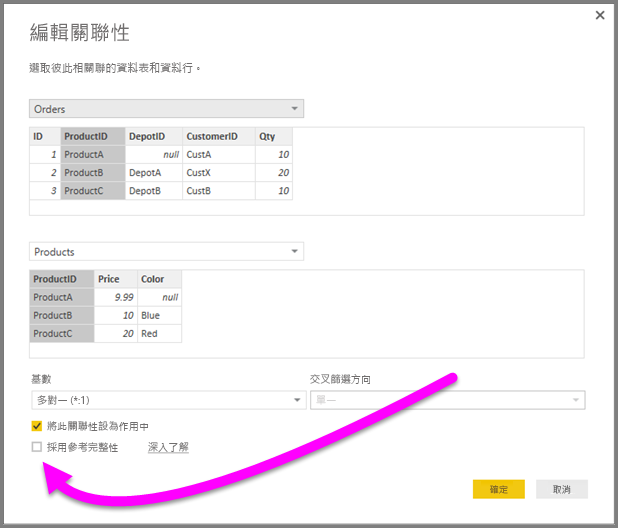 編輯關聯性
選取彼此相關聯的資料表和資料行。
Orders
ID ProductID DepotID CustomerID Qty
1 ProductA null CustA 10
2 ProductB DepotA CustX 20
3 ProductC DepotB CustB 10
Products
ProductID Price Color
ProductA 9.99 null
ProductB 10 Blue
ProductC 20 Red
基數 交叉篩選方向
多對一 (*:1) 單一
將此關聯性設為作用中
採用參考完整性 深入了解
確定 取消